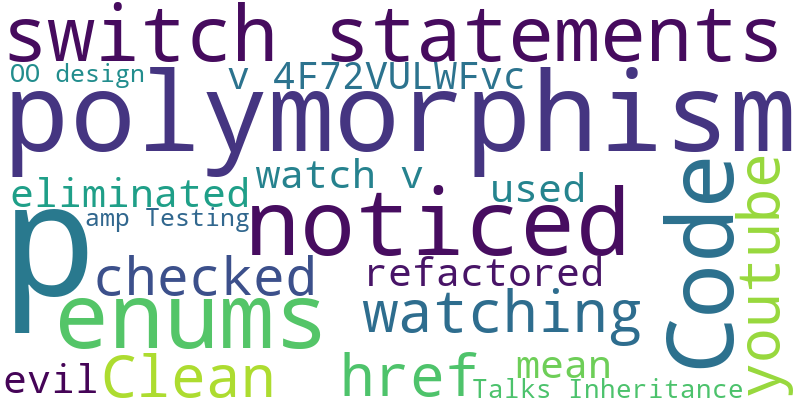 switch statements
OO design
v 4F72VULWFvc
polymorphism
watch v
eliminated
used
p
amp Testing
noticed
Code
youtube
checked
refactored
enums
watching
evil
Clean
href
mean
Talks Inheritance